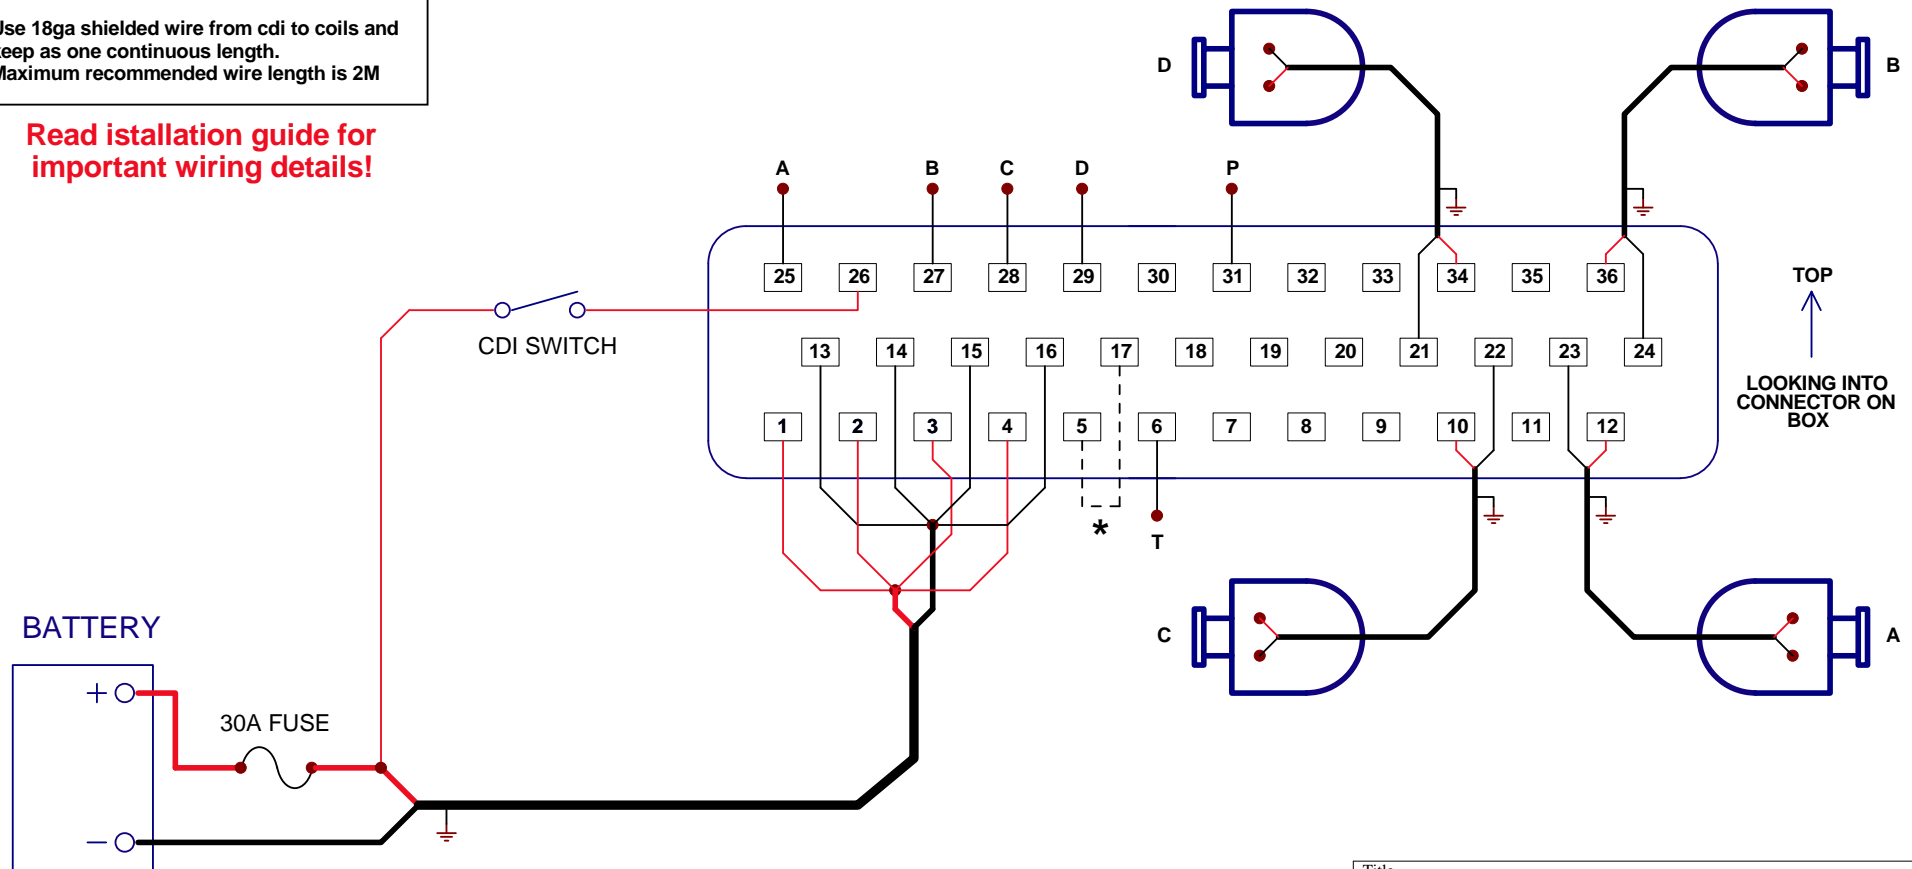 18ga shielded wire from cdi to coils and
as one continuous length.
recommended wire length is 2M
Read istallation guide for
important wiring details!
D
B
A
B
C
D
P
25
26
27
28
29
30
31
32
33
34
35
36
TOP
CDI SWITCH
13
14
15
16
17
18
19
20
21
22
23
24
LOOKING INTO
CONNECTOR ON
BOX
1
2
3
4
5
6
7
8
9
10
11
12
*
T
BATTERY
C
A
+
30A FUSE
−